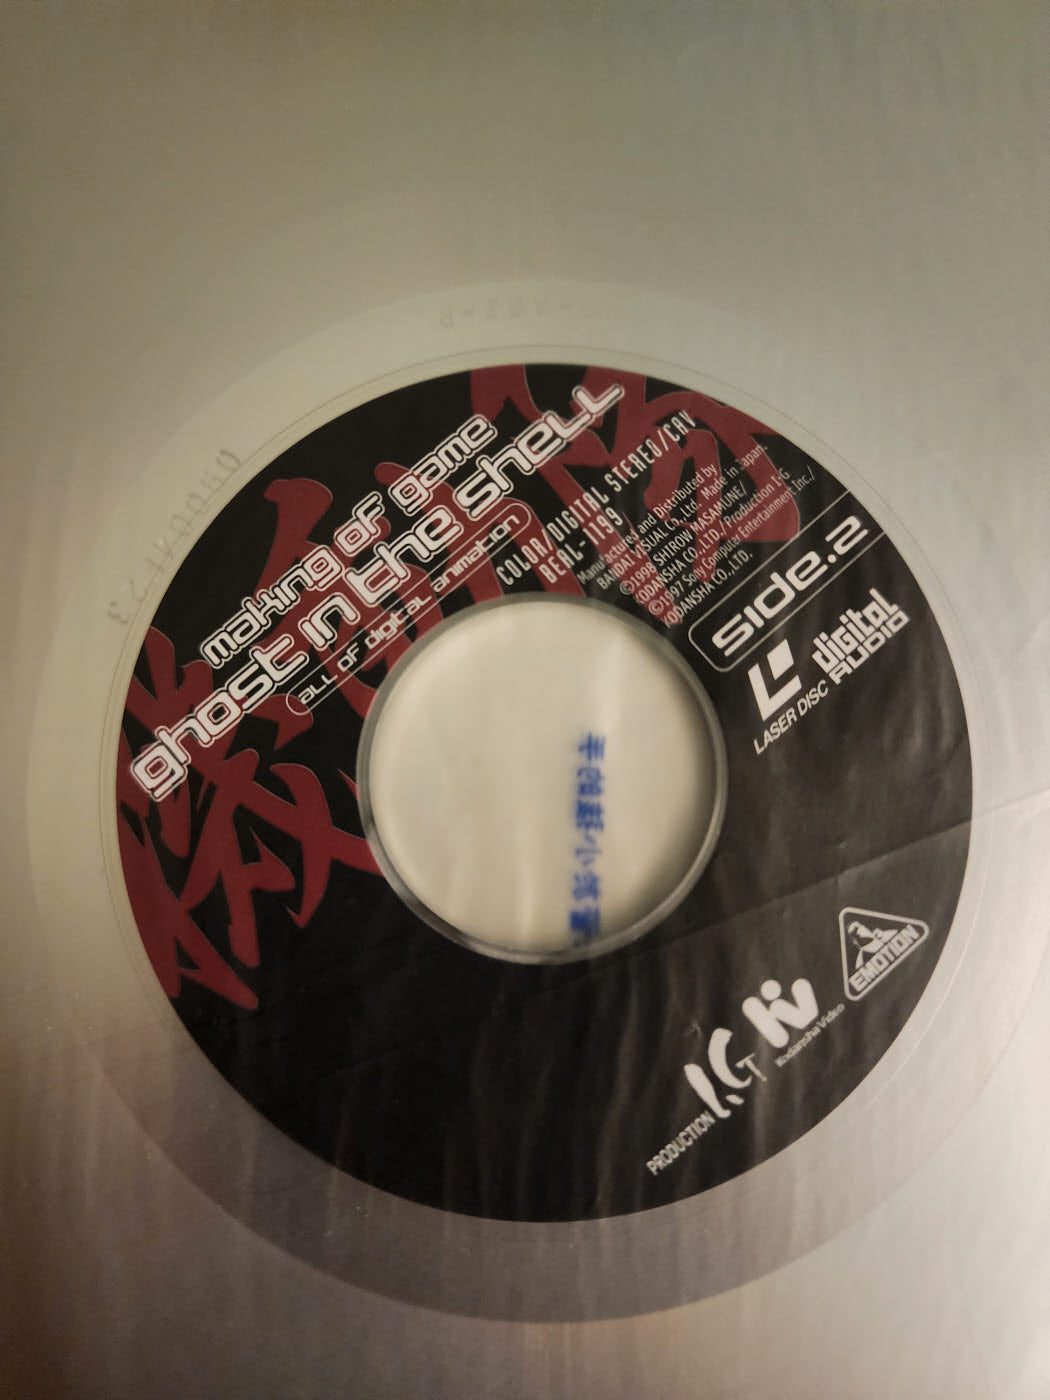 making of game
ghost in the shell
all of digital animation
COLOR/DIGITAL STEREO/CAV
BEAL-1199
Manufactured and Distributed by
BANDAI VISUAL Co., Ltd. Made in Japan.
©1998 SHIROW MASAMUNE/
KODANSHA CO.,LTD./Production I·G
©1997 Sony Computer Entertainment Inc./
KODANSHA CO.,LTD.
side.2
LASER DISC
digital
AUDIO
EMOTION
Kodansha Video
PRODUCTION
I.G